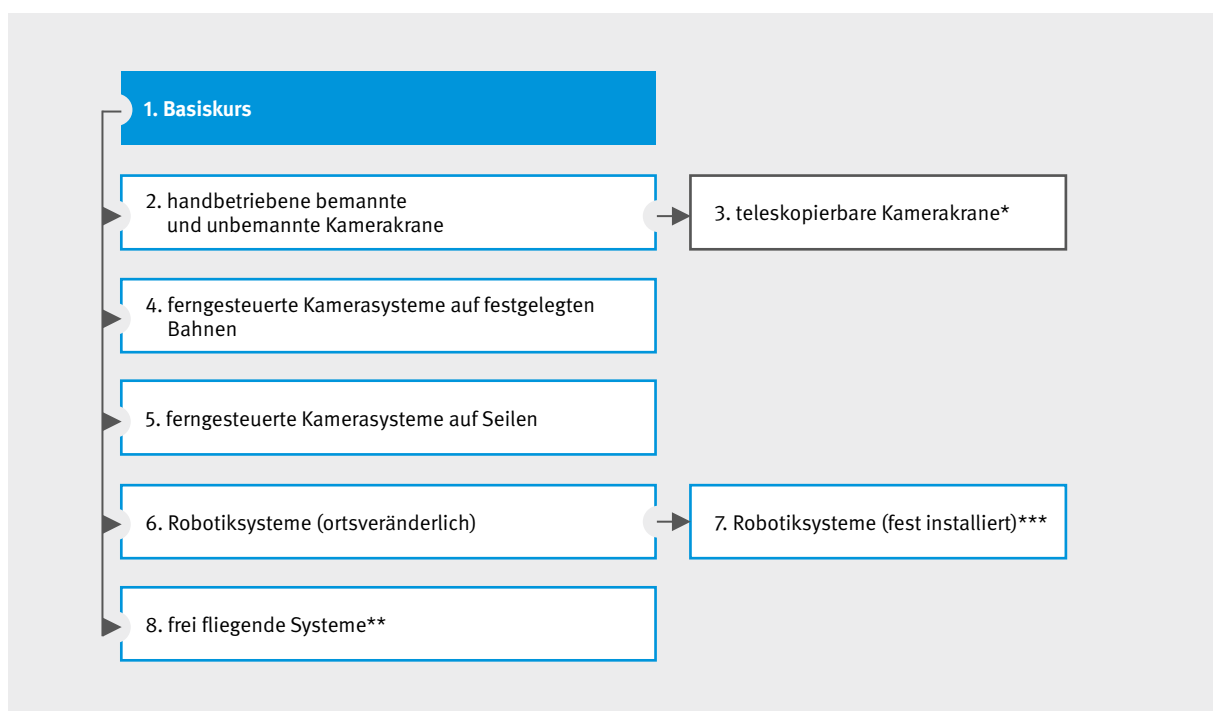 1. Basiskurs
2. handbetriebene bemannte
und unbemannte Kamerakrane
3. teleskopierbare Kamerakrane*
4. ferngesteuerte Kamerasysteme auf festgelegten
Bahnen
5. ferngesteuerte Kamerasysteme auf Seilen
6. Robotiksysteme (ortsveränderlich)
7. Robotiksysteme (fest installiert)***
8. frei fliegende Systeme**